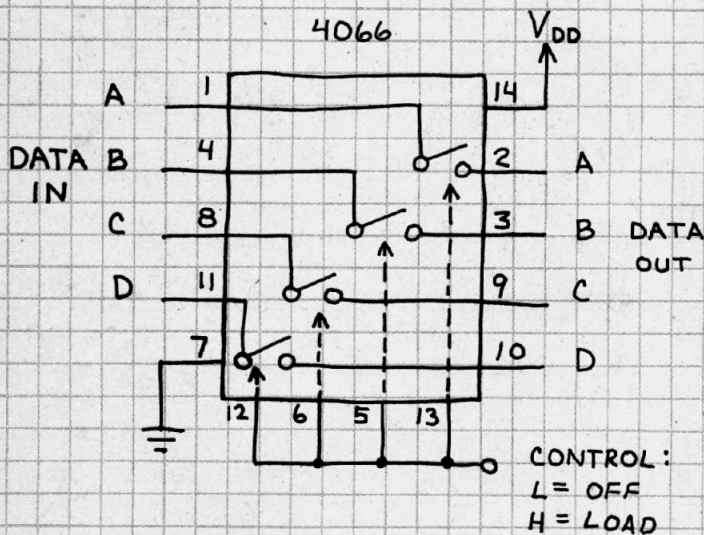 4066
V_DD
A 1 14
DATA B 4 2 A
IN
C 8 3 B DATA
OUT
D 11 9 C
7 10 D
12 6 5 13
CONTROL:
L = OFF
H = LOAD